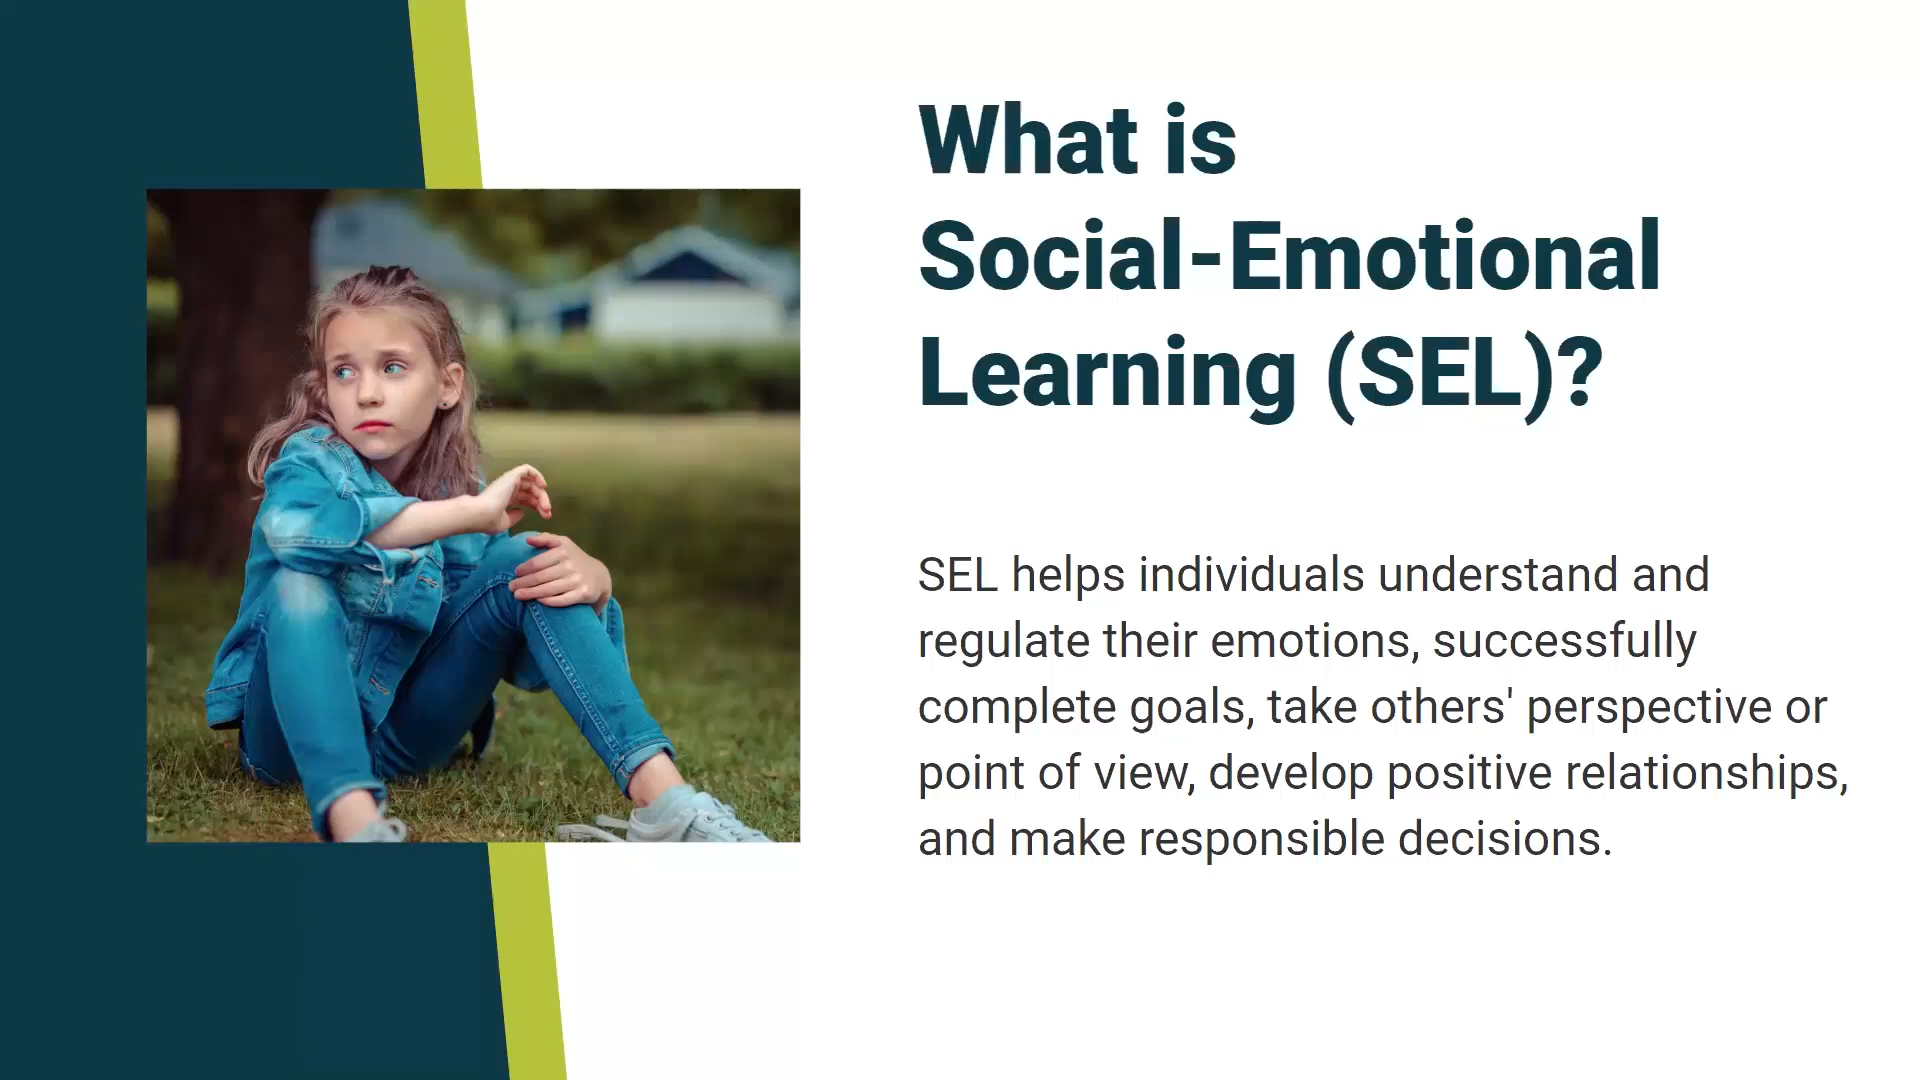 What is
Social-Emotional
Learning (SEL)?
SEL helps individuals understand and
regulate their emotions, successfully
complete goals, take others' perspective or
point of view, develop positive relationships,
and make responsible decisions.